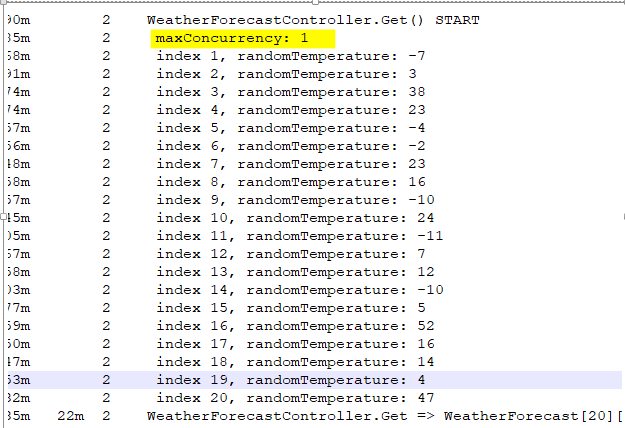 90m 2 WeatherForecastController.Get() START
35m 2 maxConcurrency: 1
58m 2 index 1, randomTemperature: -7
91m 2 index 2, randomTemperature: 3
74m 2 index 3, randomTemperature: 38
74m 2 index 4, randomTemperature: 23
57m 2 index 5, randomTemperature: -4
56m 2 index 6, randomTemperature: -2
48m 2 index 7, randomTemperature: 23
58m 2 index 8, randomTemperature: 16
57m 2 index 9, randomTemperature: -10
45m 2 index 10, randomTemperature: 24
05m 2 index 11, randomTemperature: -11
57m 2 index 12, randomTemperature: 7
58m 2 index 13, randomTemperature: 12
03m 2 index 14, randomTemperature: -10
77m 2 index 15, randomTemperature: 5
59m 2 index 16, randomTemperature: 52
50m 2 index 17, randomTemperature: 16
47m 2 index 18, randomTemperature: 14
53m 2 index 19, randomTemperature: 4
32m 2 index 20, randomTemperature: 47
35m 22m 2 WeatherForecastController.Get => WeatherForecast[20][